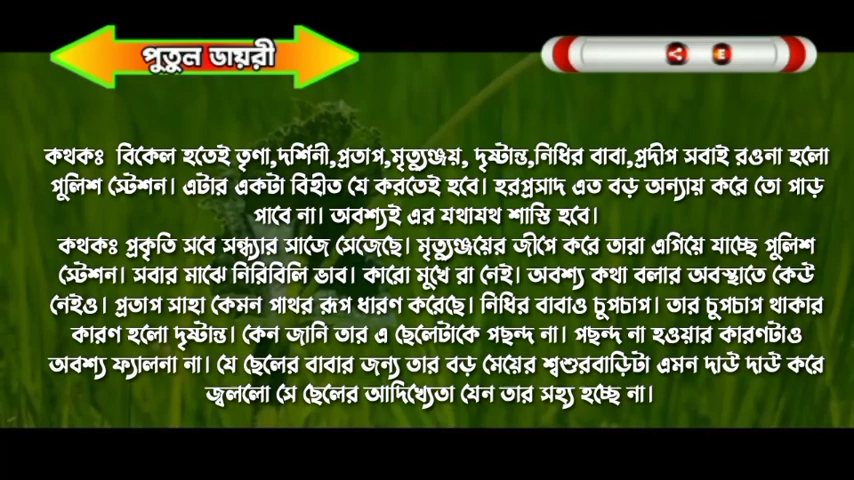 পুতুল ডায়রী
E
কথকঃ বিকেল হতেই তৃণা,দর্শিনী,প্রতাপ,মৃত্যুঞ্জয়, দৃষ্টান্ত,নিধির বাবা,প্রদীপ সবাই রওনা হলো
পুলিশ স্টেশন। এটার একটা বিহীত যে করতেই হবে। হরপ্রসাদ এত বড় অন্যায় করে তো পাড়
পাবে না। অবশ্যই এর যথাযথ শাস্তি হবে।
কথকঃ প্রকৃতি সবে সন্ধ্যার সাজে সেজেছে। মৃত্যুঞ্জয়ের জীপে করে তারা এগিয়ে যাচ্ছে পুলিশ
স্টেশন। সবার মাঝে নিরিবিলি ভাব। কারো মুখে রা নেই। অবশ্য কথা বলার অবস্থাতে কেউ
নেইও। প্রতাপ সাহা কেমন পাথর রূপ ধারণ করেছে। নিধির বাবাও চুপচাপ। তার চুপচাপ থাকার
কারণ হলো দৃষ্টান্ত। কেন জানি তার এ ছেলেটাকে পছন্দ না। পছন্দ না হওয়ার কারণটাও
অবশ্য ফ্যালনা না। যে ছেলের বাবার জন্য তার বড় মেয়ের শ্বশুরবাড়িটা এমন দাউ দাউ করে
জ্বললো সে ছেলের আদিখ্যেতা যেন তার সহ্য হচ্ছে না।